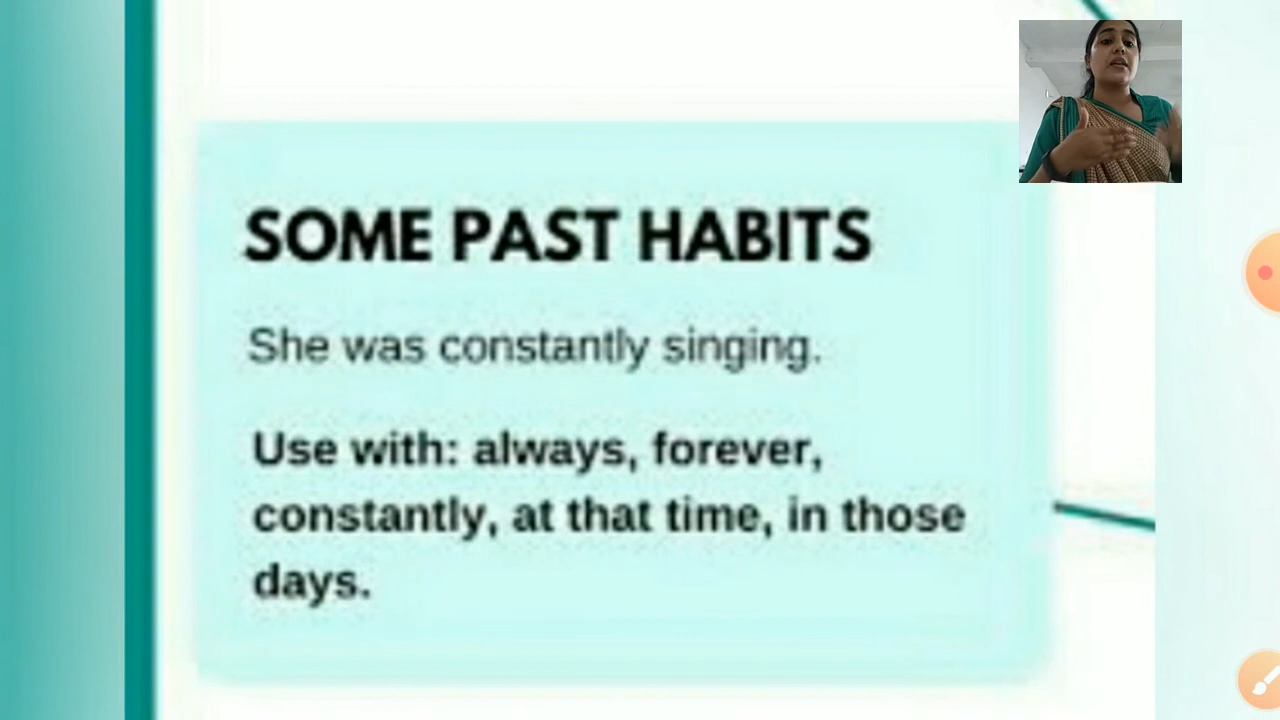 SOME PAST HABITS
She was constantly singing.
Use with: always, forever,
constantly, at that time, in those
days.